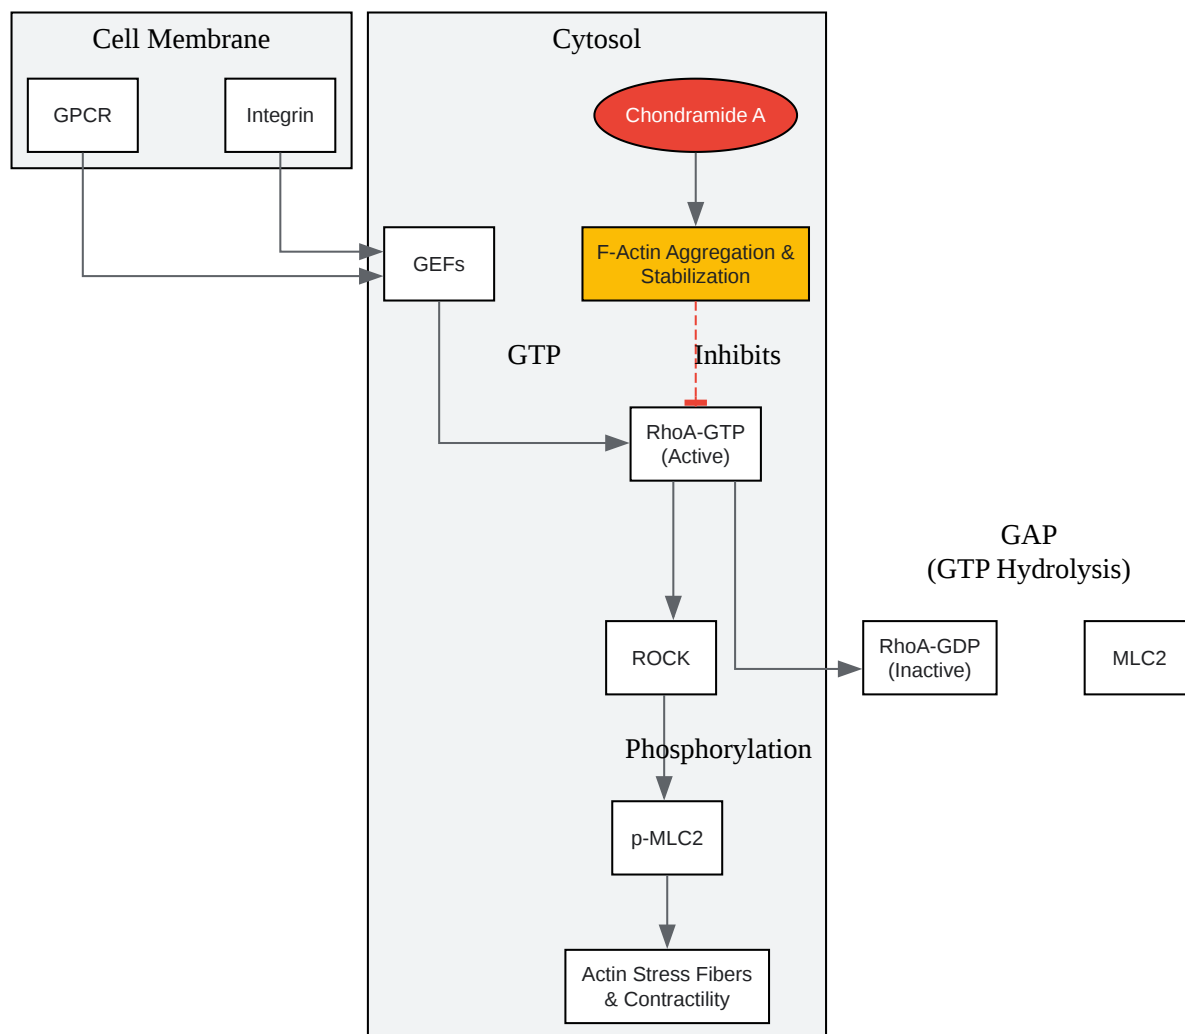 Cell Membrane
Cytosol
GPCR
Integrin
Chondramide A
GEFs
F-Actin Aggregation &
Stabilization
GTP
Inhibits
RhoA-GTP
(Active)
GAP
(GTP Hydrolysis)
ROCK
RhoA-GDP
(Inactive)
MLC2
Phosphorylation
p-MLC2
Actin Stress Fibers
& Contractility